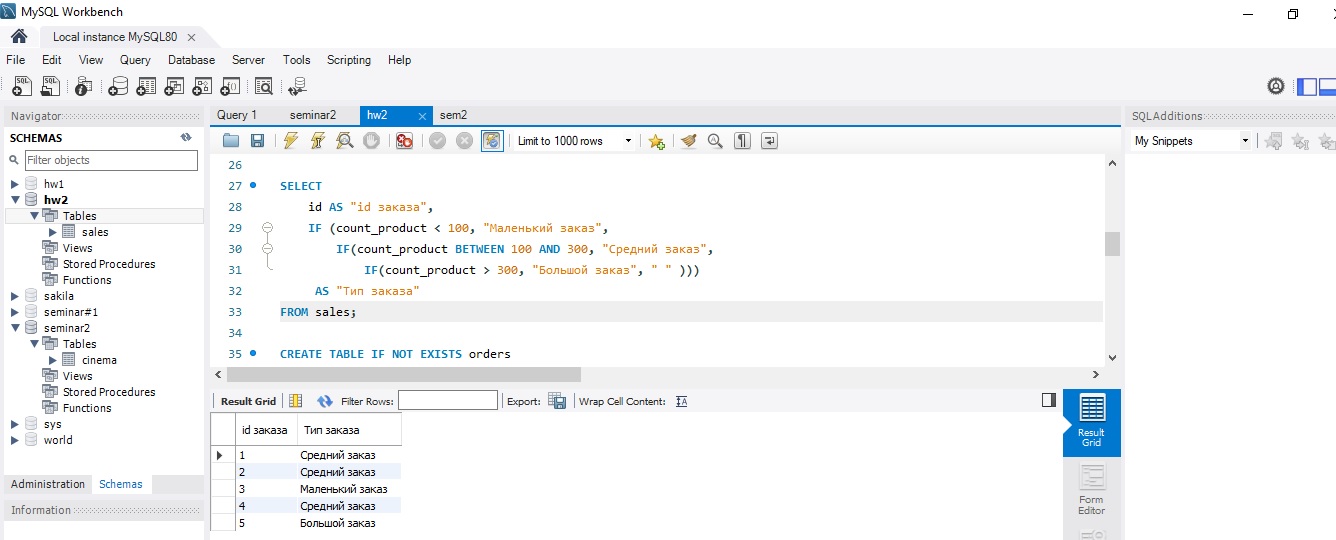 MySQL Workbench
Local instance MySQL80
File Edit View Query Database Server Tools Scripting Help
Navigator
SCHEMAS
Filter objects
hw1
hw2
Tables
sales
Views
Stored Procedures
Functions
sakila
seminar#1
seminar2
Tables
cinema
Views
Stored Procedures
Functions
sys
world
Administration Schemas
Information
Query 1 seminar2 hw2 sem2
Limit to 1000 rows
26
27 SELECT
28 id AS "id заказа",
29 IF (count_product < 100, "Маленький заказ",
30 IF(count_product BETWEEN 100 AND 300, "Средний заказ",
31 IF(count_product > 300, "Большой заказ", " " )))
32 AS "Тип заказа"
33 FROM sales;
34
35 CREATE TABLE IF NOT EXISTS orders
Result Grid Filter Rows: Export: Wrap Cell Content:
id заказа Тип заказа
1 Средний заказ
2 Средний заказ
3 Маленький заказ
4 Средний заказ
5 Большой заказ
Result
Grid
Form
Editor
SQLAdditions
My Snippets